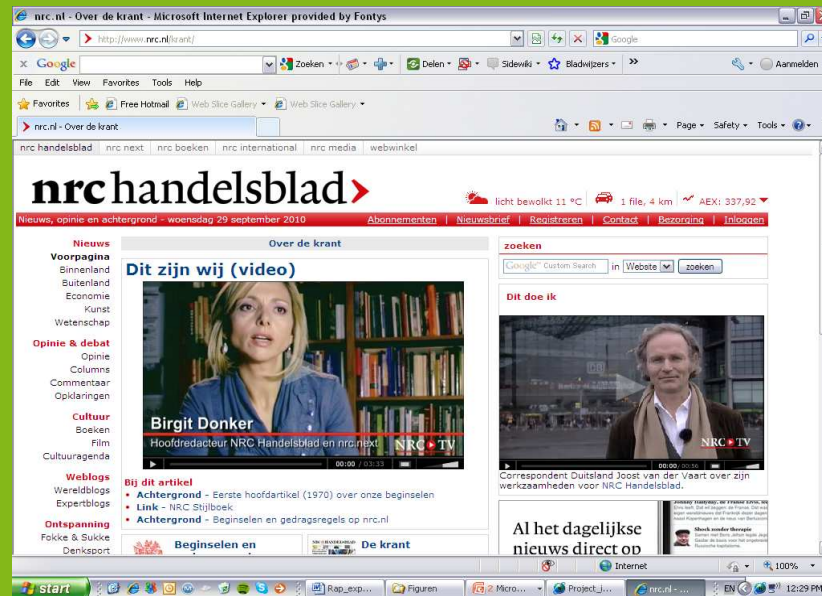 nrc.nl - Over de krant - Microsoft Internet Explorer provided by Fontys
http://www.nrc.nl/krant/
Google
x Google Zoeken Delen Sidewiki Bladwijzers » Aanmelden
File Edit View Favorites Tools Help
Favorites Free Hotmail Web Slice Gallery Web Slice Gallery
nrc.nl - Over de krant
Page Safety Tools
nrc handelsblad nrc next nrc boeken nrc international nrc media webwinkel
nrc handelsblad>
licht bewolkt 11 °C 1 file, 4 km AEX: 337,92
Nieuws, opinie en achtergrond - woensdag 29 september 2010
Abonnementen | Nieuwsbrief | Registreren | Contact | Bezorging | Inloggen
Nieuws
Voorpagina
Binnenland
Buitenland
Economie
Kunst
Wetenschap
Opinie & debat
Opinie
Columns
Commentaar
Opklaringen
Cultuur
Boeken
Film
Cultuuragenda
Weblogs
Wereldblogs
Expertblogs
Ontspanning
Fokke & Sukke
Denksport
Over de krant
Dit zijn wij (video)
Birgit Donker
Hoofdredacteur NRC Handelsblad en nrc.next
NRC TV
00:00 / 03:33
Bij dit artikel
• Achtergrond - Eerste hoofdartikel (1970) over onze beginselen
• Link - NRC Stijlboek
• Achtergrond - Beginselen en gedragsregels op nrc.nl
Beginselen en
De krant
zoeken
Google Custom Search in Website zoeken
Dit doe ik
NRC TV
00:00 / 00:56
Correspondent Duitsland Joost van der Vaart over zijn
werkzaamheden voor NRC Handelsblad.
Al het dagelijkse
nieuws direct op
Shock zonder therapie
Internet 100%
start Rap_exp... Figuren 2 Micro... Project_j... nrc.nl - ... EN 12:29 PM